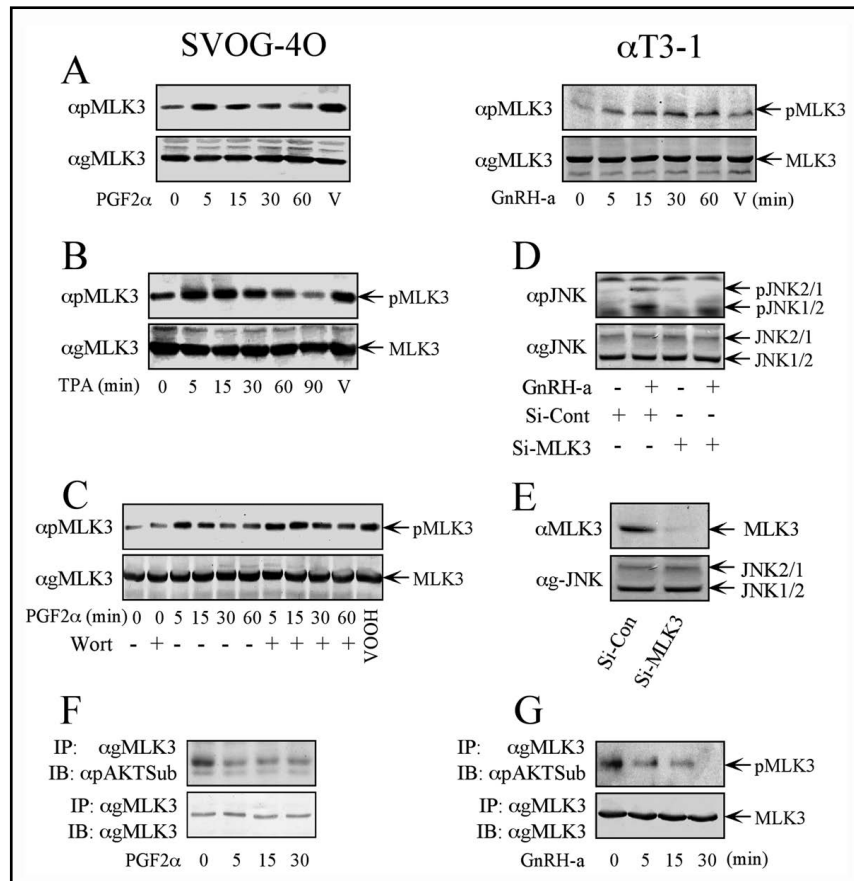 SVOG-4O αT3-1
A
αpMLK3
αgMLK3
PGF2α 0 5 15 30 60 V
αpMLK3 pMLK3
αgMLK3 MLK3
GnRH-a 0 5 15 30 60 V (min)
B
αpMLK3 pMLK3
αgMLK3 MLK3
TPA (min) 0 5 15 30 60 90 V
D
αpJNK pJNK2/1
pJNK1/2
αgJNK JNK2/1
JNK1/2
GnRH-a - + - +
Si-Cont + + - -
Si-MLK3 - - + +
C
αpMLK3 pMLK3
αgMLK3 MLK3
PGF2α (min) 0 0 5 15 30 60 5 15 30 60 VOOH
Wort - + - - - - + + + +
E
αMLK3 MLK3
αg-JNK JNK2/1
JNK1/2
Si-Con Si-MLK3
F
IP: αgMLK3
IB: αpAKTSub
IP: αgMLK3
IB: αgMLK3
PGF2α 0 5 15 30
G
IP: αgMLK3
IB: αpAKTSub pMLK3
IP: αgMLK3
IB: αgMLK3 MLK3
GnRH-a 0 5 15 30 (min)